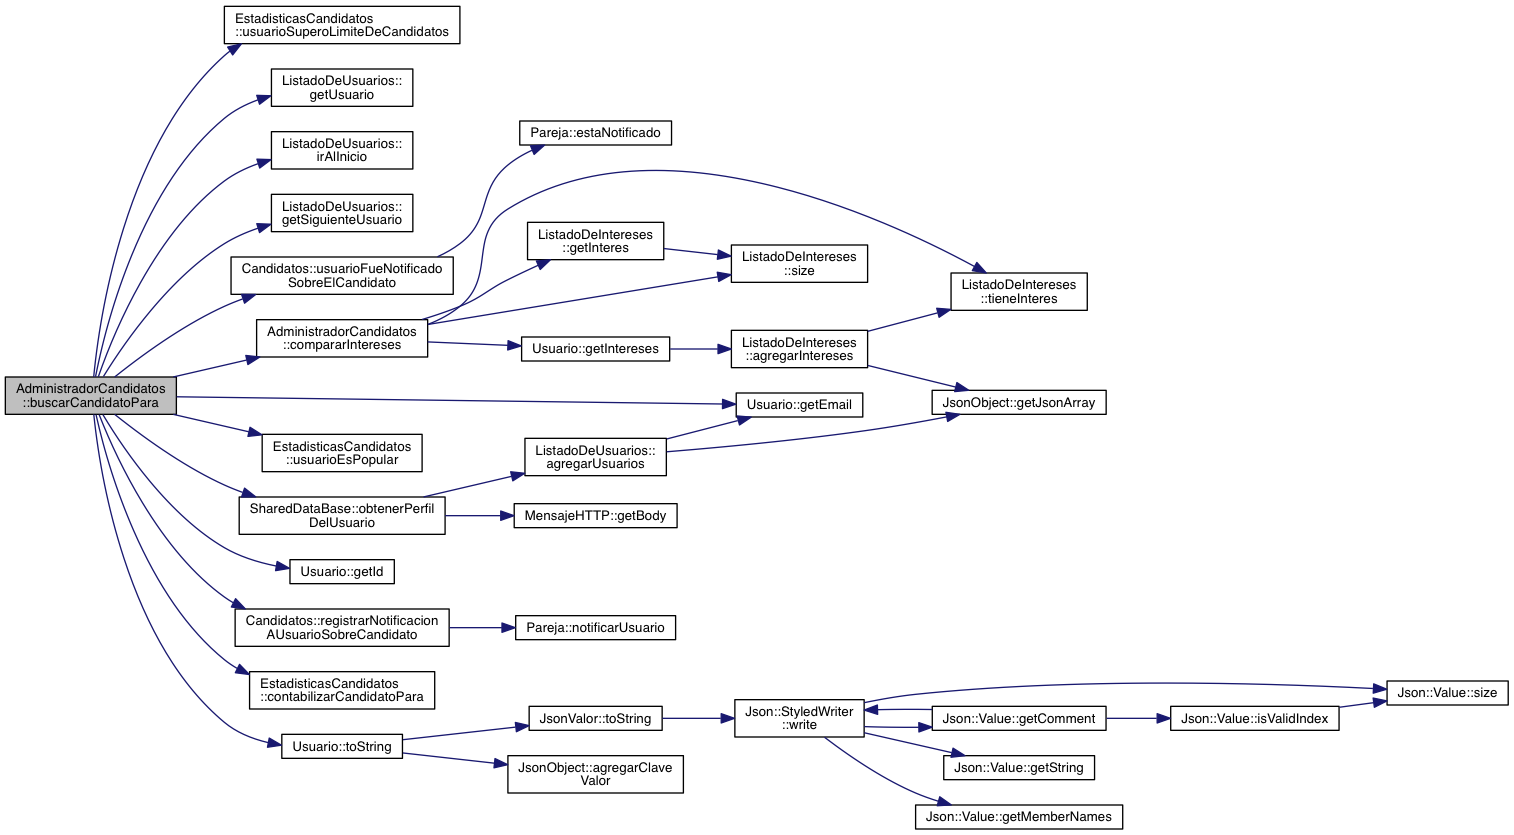 EstadisticasCandidatos
::usuarioSuperoLimiteDeCandidatos
ListadoDeUsuarios::
getUsuario
ListadoDeUsuarios::
irAlInicio
ListadoDeUsuarios::
getSiguienteUsuario
Candidatos::usuarioFueNotificado
SobreElCandidato
AdministradorCandidatos
::compararIntereses
AdministradorCandidatos
::buscarCandidatoPara
EstadisticasCandidatos
::usuarioEsPopular
SharedDataBase::obtenerPerfil
DelUsuario
Usuario::getId
Candidatos::registrarNotificacion
AUsuarioSobreCandidato
EstadisticasCandidatos
::contabilizarCandidatoPara
Usuario::toString
Pareja::estaNotificado
ListadoDeIntereses
::getInteres
Usuario::getIntereses
ListadoDeUsuarios::
agregarUsuarios
MensajeHTTP::getBody
Pareja::notificarUsuario
JsonValor::toString
JsonObject::agregarClave
Valor
ListadoDeIntereses
::size
ListadoDeIntereses
::agregarIntereses
Usuario::getEmail
Json::StyledWriter
::write
ListadoDeIntereses
::tieneInteres
JsonObject::getJsonArray
Json::Value::getComment
Json::Value::getString
Json::Value::getMemberNames
Json::Value::isValidIndex
Json::Value::size